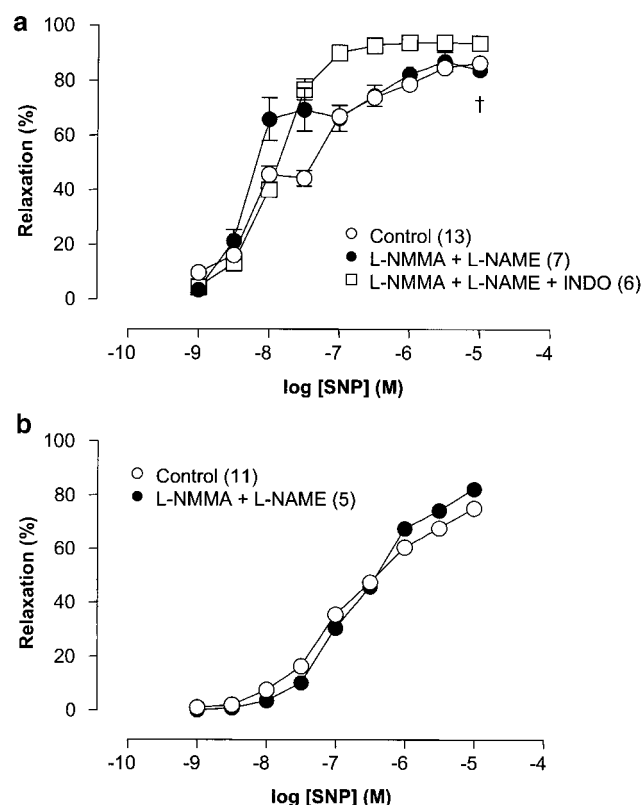 a
100
80
60
40
20
0
Relaxation (%)
†
Control (13)
L-NMMA + L-NAME (7)
L-NMMA + L-NAME + INDO (6)
-10 -9 -8 -7 -6 -5 -4
log [SNP] (M)
b
100
80
60
40
20
0
Relaxation (%)
Control (11)
L-NMMA + L-NAME (5)
-10 -9 -8 -7 -6 -5 -4
log [SNP] (M)